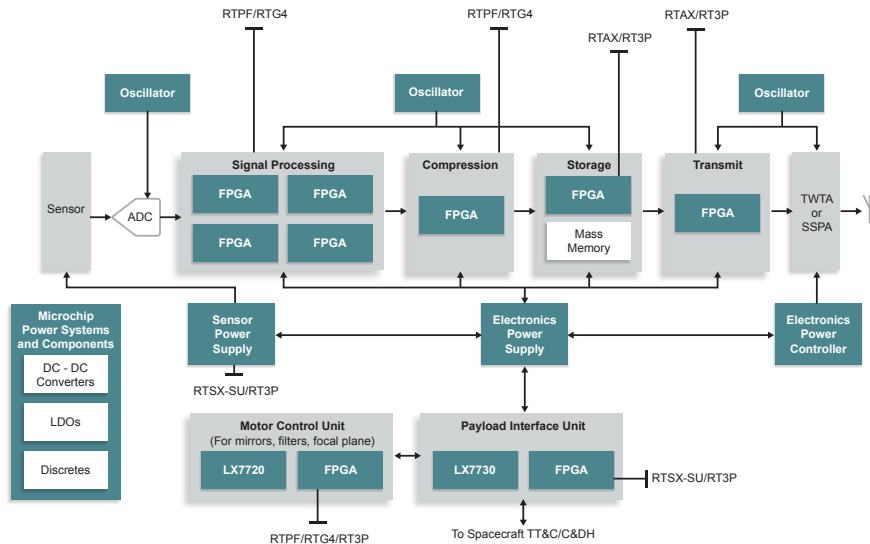 RTPF/RTG4
RTPF/RTG4
RTAX/RT3P
RTAX/RT3P
Oscillator
Oscillator
Oscillator
Sensor
ADC
Signal Processing
FPGA
FPGA
FPGA
FPGA
Compression
FPGA
Storage
FPGA
Mass
Memory
Transmit
FPGA
TWTA
or
SSPA
Microchip
Power Systems
and Components
DC - DC
Converters
LDOs
Discretes
Sensor
Power
Supply
RTSX-SU/RT3P
Electronics
Power
Supply
Electronics
Power
Controller
Motor Control Unit
(For mirrors, filters, focal plane)
LX7720
FPGA
RTPF/RTG4/RT3P
Payload Interface Unit
LX7730
FPGA
RTSX-SU/RT3P
To Spacecraft TT&C/C&DH